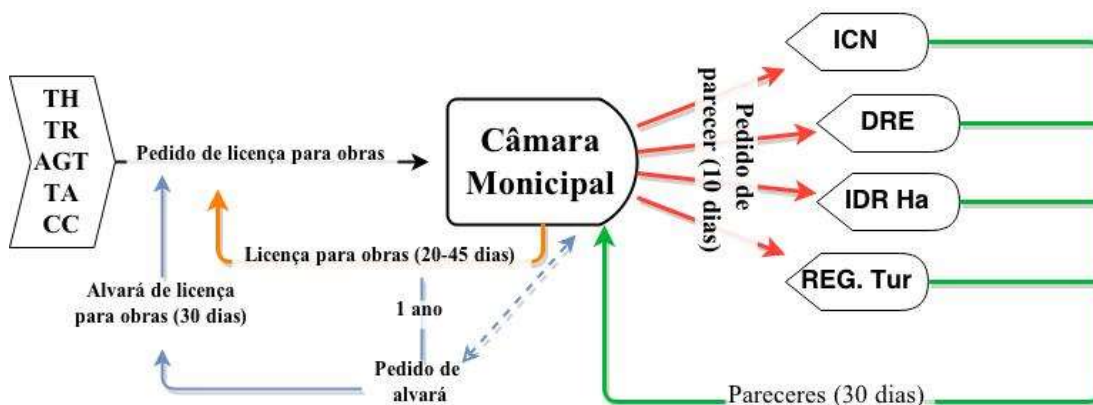 TH
TR
AGT
TA
CC
Pedido de licença para obras
Câmara
Monicipal
Pedido de
parecer (10 dias)
ICN
DRE
IDR Ha
REG. Tur
Licença para obras (20-45 dias)
Alvará de licença
para obras (30 dias)
1 ano
Pedido de
alvará
Pareceres (30 dias)